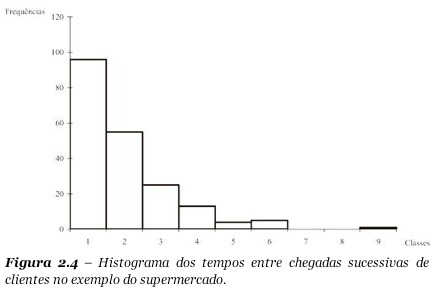 Frequências
120
100
80
60
40
20
0
1 2 3 4 5 6 7 8 9
Classes
Figura 2.4 – Histograma dos tempos entre chegadas sucessivas de
clientes no exemplo do supermercado.